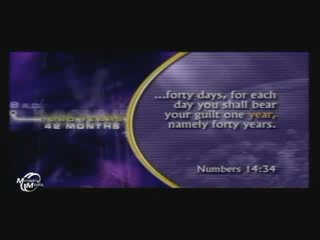 ...forty days, for each
day you shall bear
your guilt one year,
namely forty years.
Numbers 14:34
8 A.D.
42 MONTHS